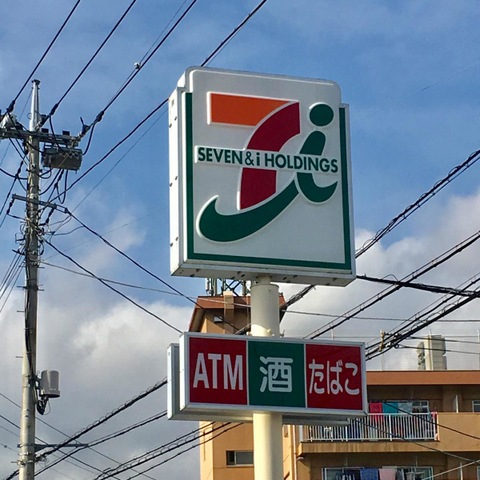 SEVEN & i HOLDINGS
ATM 酒 たばこ